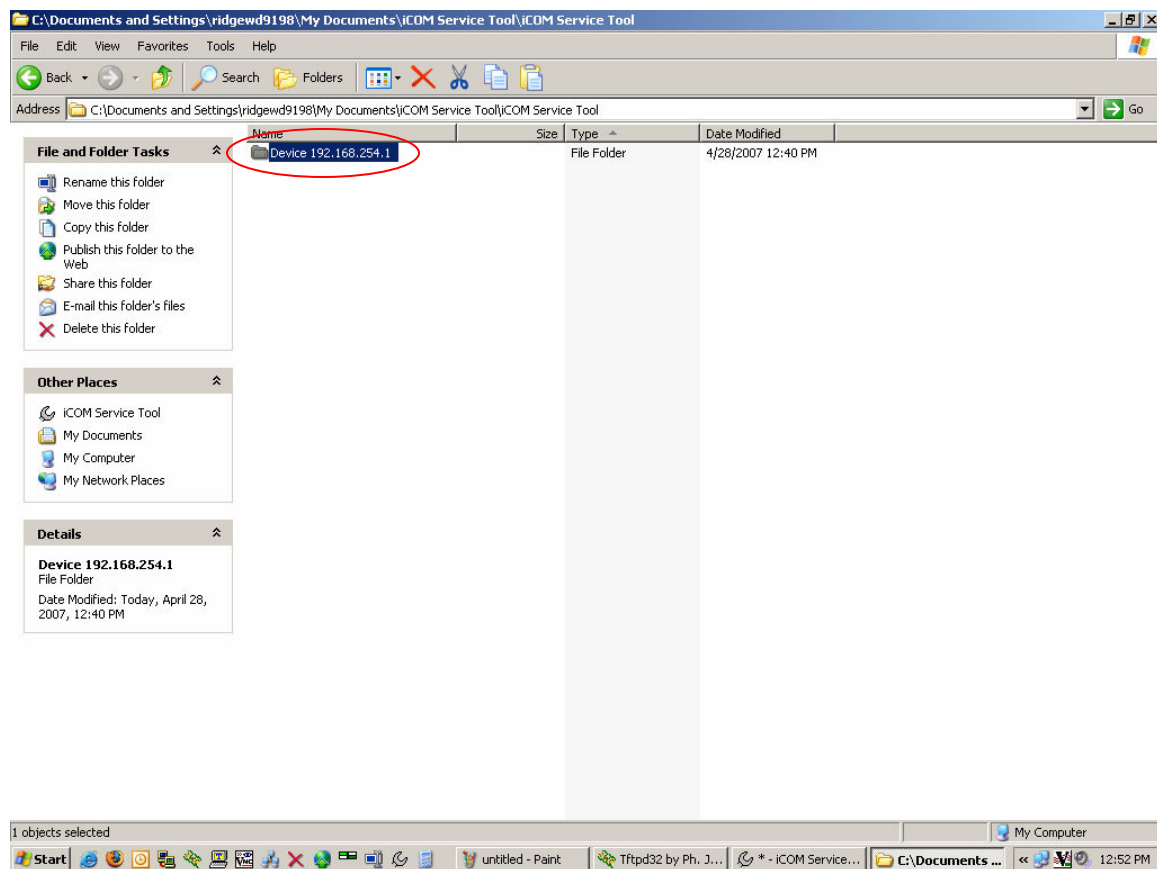 C:\Documents and Settings\ridgewd9198\My Documents\iCOM Service Tool\iCOM Service Tool
File Edit View Favorites Tools Help
Back Search Folders
Address C:\Documents and Settings\ridgewd9198\My Documents\iCOM Service Tool\iCOM Service Tool Go
Name Size Type Date Modified
Device 192.168.254.1 File Folder 4/28/2007 12:40 PM
File and Folder Tasks
Rename this folder
Move this folder
Copy this folder
Publish this folder to the
Web
Share this folder
E-mail this folder's files
Delete this folder
Other Places
iCOM Service Tool
My Documents
My Computer
My Network Places
Details
Device 192.168.254.1
File Folder
Date Modified: Today, April 28,
2007, 12:40 PM
1 objects selected My Computer
Start untitled - Paint Tftpd32 by Ph. J... * - iCOM Service... C:\Documents ... « 12:52 PM